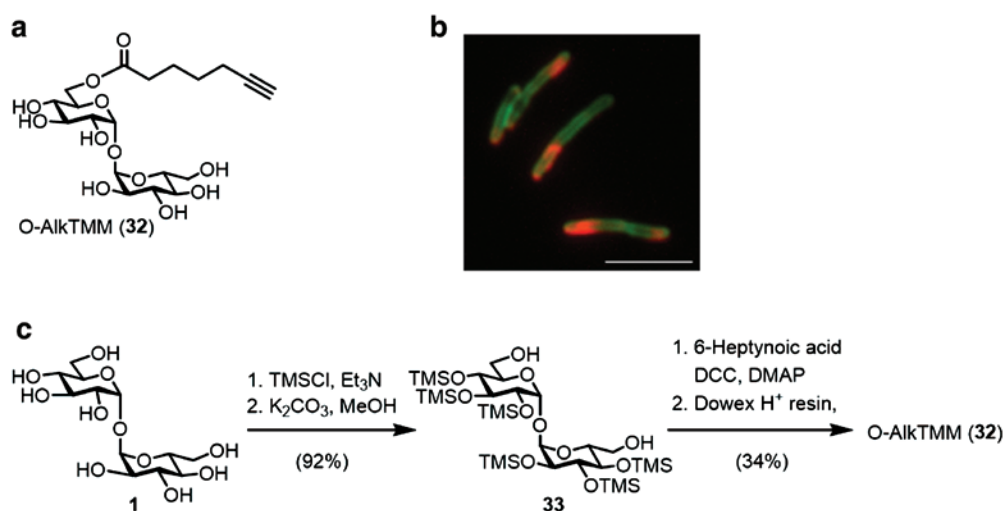 a
b
O
O
HO
O
HO
HO
O
O
OH
HO
OH
OH
O-AlkTMM (32)
c
OH
HO
O
HO
HO
O
O
OH
HO
OH
OH
1
1. TMSCl, Et₃N
2. K₂CO₃, MeOH
(92%)
OH
TMSO
O
TMSO
TMSO
O
O
OH
TMSO
OTMS
OTMS
33
1. 6-Heptynoic acid
DCC, DMAP
2. Dowex H⁺ resin,
(34%)
O-AlkTMM (32)